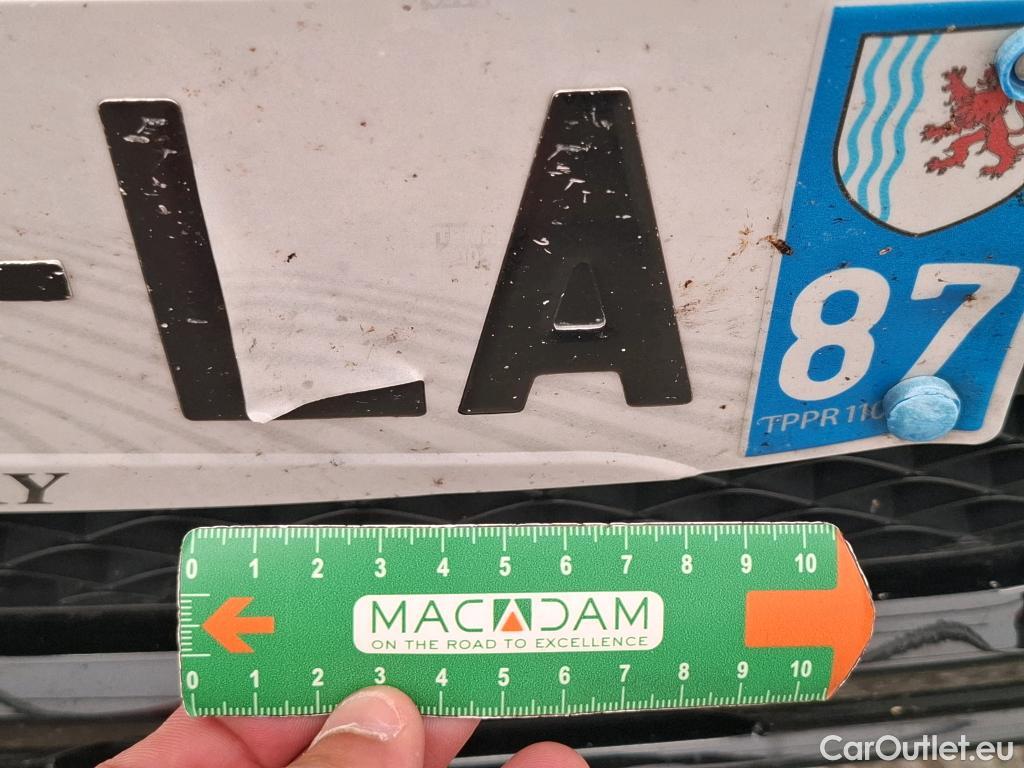 -LA
87
TPPR 110
RY
0 1 2 3 4 5 6 7 8 9 10
MACADAM
ON THE ROAD TO EXCELLENCE
0 1 2 3 4 5 6 7 8 9 10
CarOutlet.eu